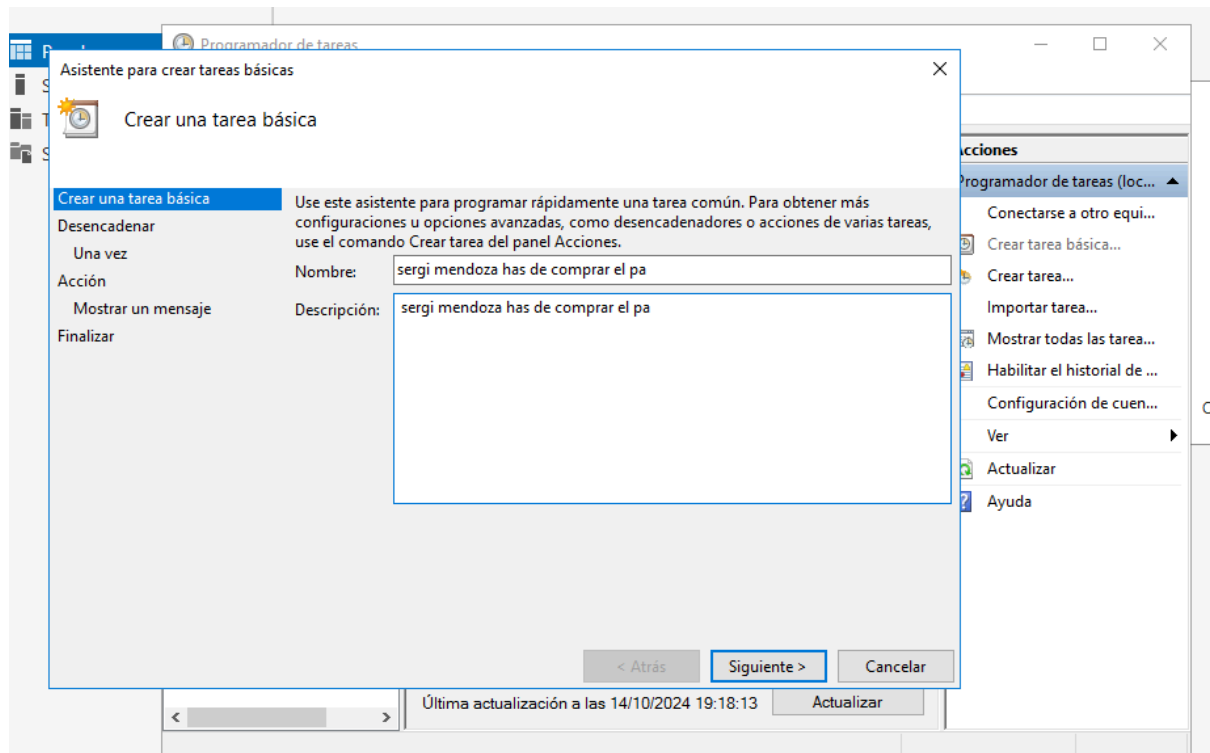 Programador de tareas
Asistente para crear tareas básicas
Crear una tarea básica
Crear una tarea básica
Desencadenar
Una vez
Acción
Mostrar un mensaje
Finalizar
Use este asistente para programar rápidamente una tarea común. Para obtener más
configuraciones u opciones avanzadas, como desencadenadores o acciones de varias tareas,
use el comando Crear tarea del panel Acciones.
Nombre: sergi mendoza has de comprar el pa
Descripción: sergi mendoza has de comprar el pa
< Atrás Siguiente > Cancelar
Última actualización a las 14/10/2024 19:18:13 Actualizar
Acciones
Programador de tareas (loc...
Conectarse a otro equi...
Crear tarea básica...
Crear tarea...
Importar tarea...
Mostrar todas las tarea...
Habilitar el historial de ...
Configuración de cuen...
Ver
Actualizar
Ayuda